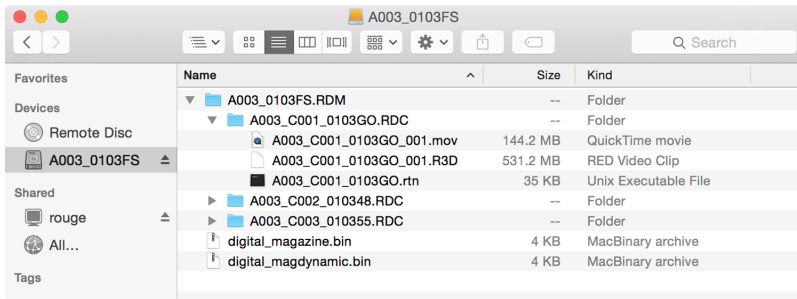 A003_0103FS
Search
Favorites
Devices
Remote Disc
A003_0103FS
Shared
rouge
All...
Tags
Name Size Kind
A003_0103FS.RDM -- Folder
A003_C001_0103GO.RDC -- Folder
A003_C001_0103GO_001.mov 144.2 MB QuickTime movie
A003_C001_0103GO_001.R3D 531.2 MB RED Video Clip
A003_C001_0103GO.rtn 35 KB Unix Executable File
A003_C002_010348.RDC -- Folder
A003_C003_010355.RDC -- Folder
digital_magazine.bin 4 KB MacBinary archive
digital_magdynamic.bin 4 KB MacBinary archive